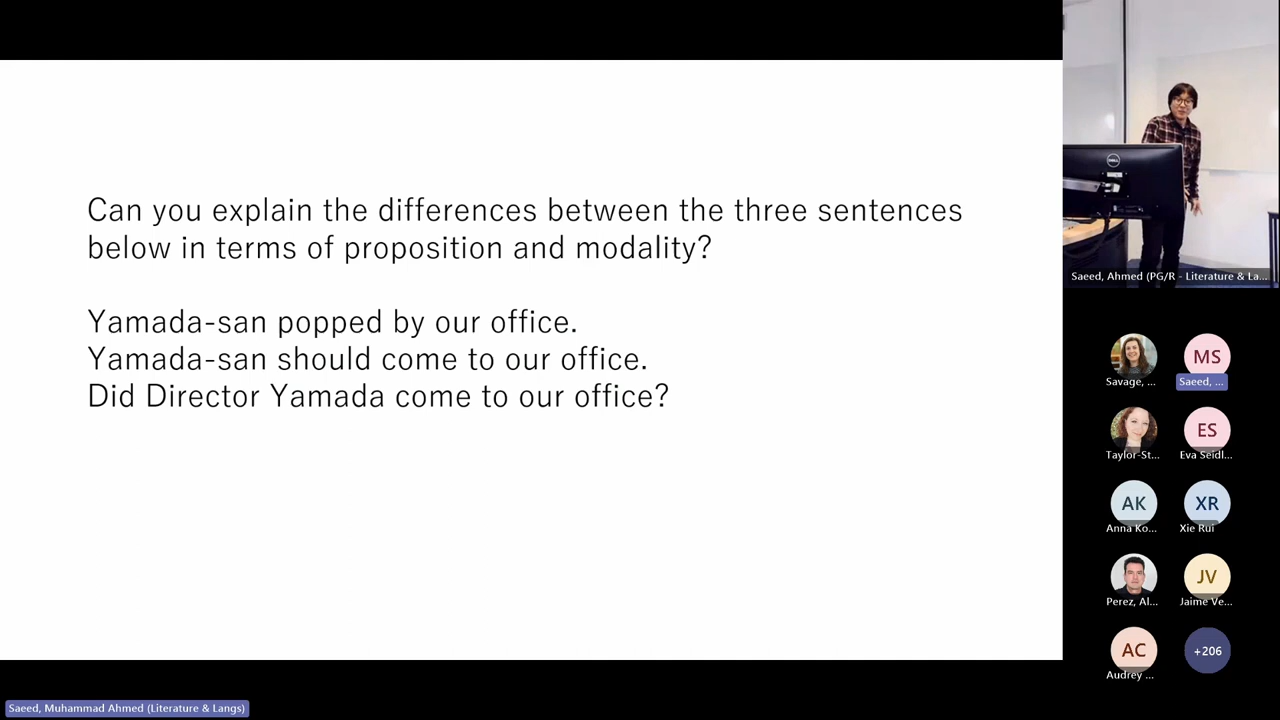 Can you explain the differences between the three sentences
below in terms of proposition and modality?
Yamada-san popped by our office.
Yamada-san should come to our office.
Did Director Yamada come to our office?
DELL
Saeed, Ahmed (PG/R - Literature & La...
MS
Savage, ...
Saeed, ...
ES
Taylor-St...
Eva Seidl...
AK
XR
Anna Ko...
Xie Rui
JV
Perez, Al...
Jaime Ve...
AC
+206
Audrey ...
Saeed, Muhammad Ahmed (Literature & Langs)